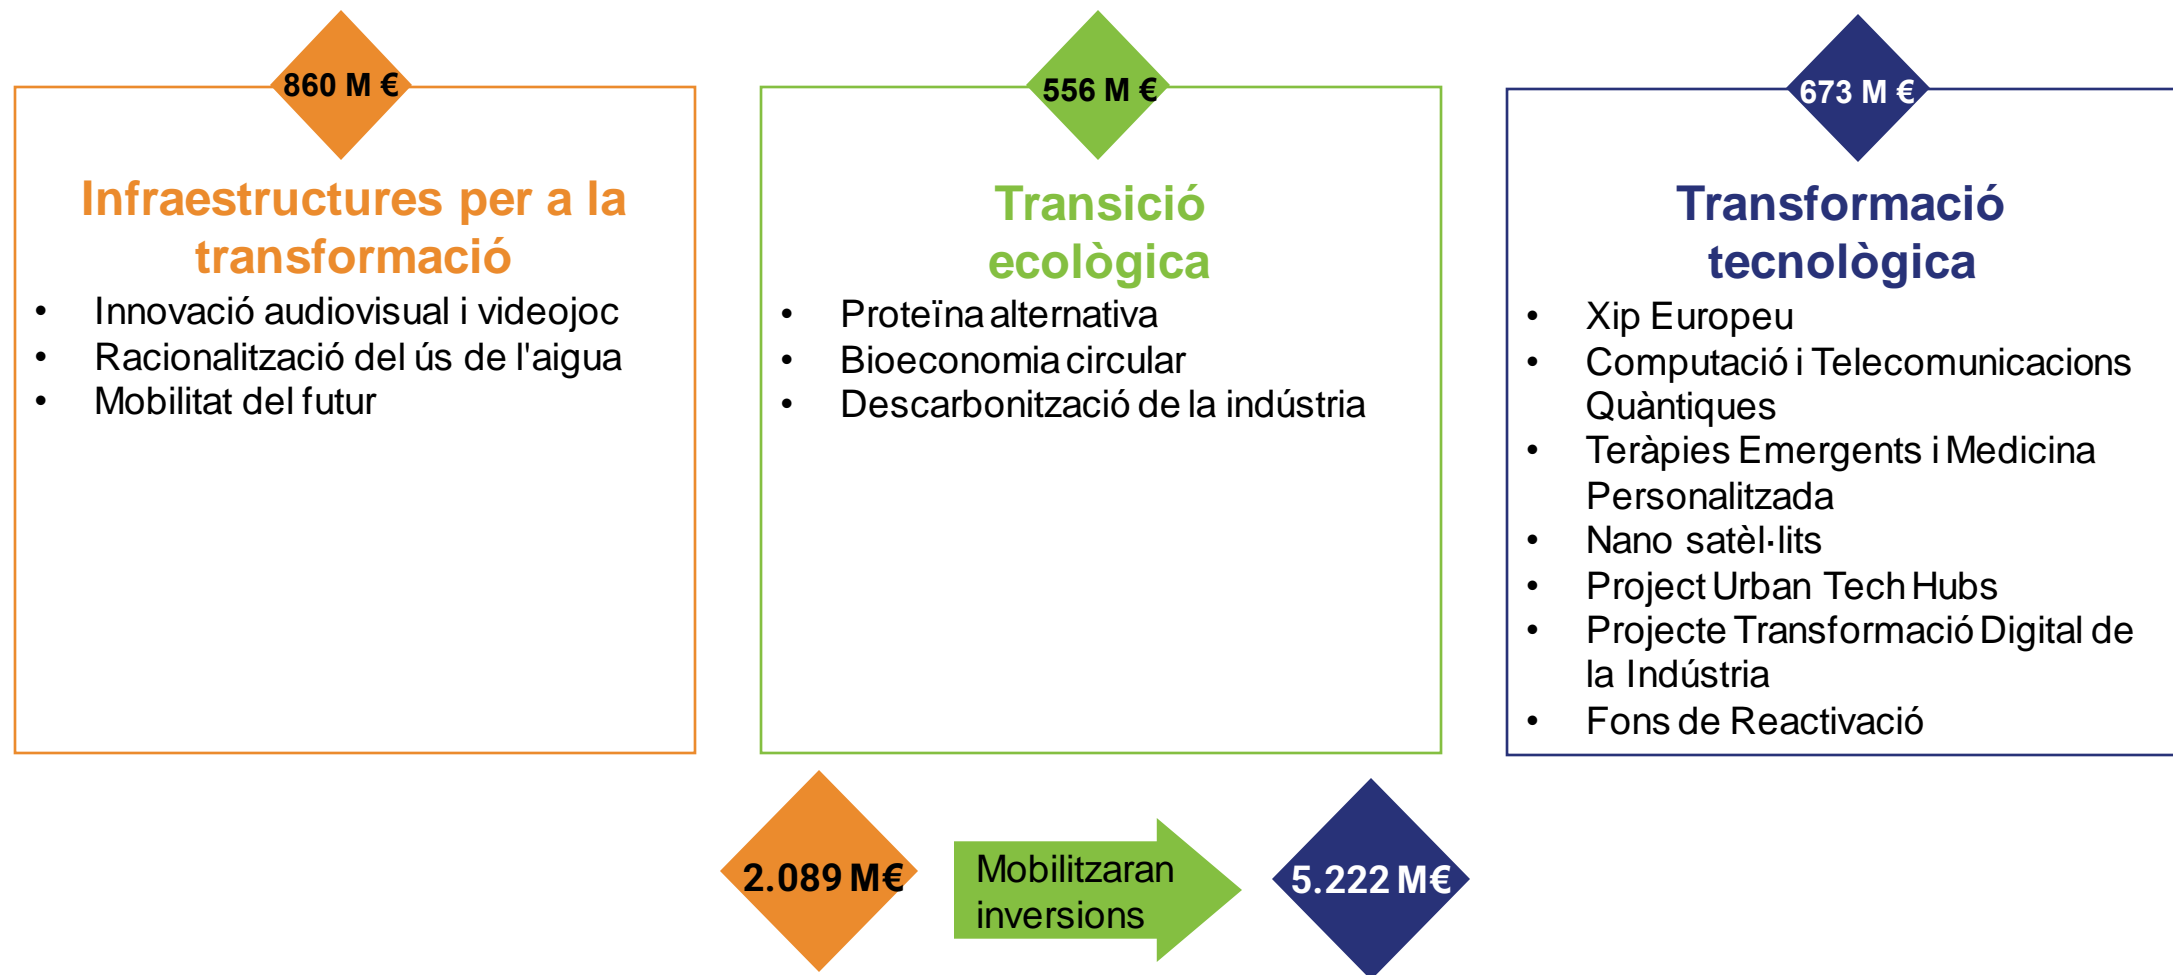 860 M €
Infraestructures per a la
transformació
• Innovació audiovisual i videojoc
• Racionalització del ús de l'aigua
• Mobilitat del futur
556 M €
Transició
ecològica
• Proteïna alternativa
• Bioeconomia circular
• Descarbonització de la indústria
673 M €
Transformació
tecnològica
• Xip Europeu
• Computació i Telecomunicacions
Quàntiques
• Teràpies Emergents i Medicina
Personalitzada
• Nano satèl·lits
• Project Urban Tech Hubs
• Projecte Transformació Digital de
la Indústria
• Fons de Reactivació
2.089 M€
Mobilitzaran
inversions
5.222 M€